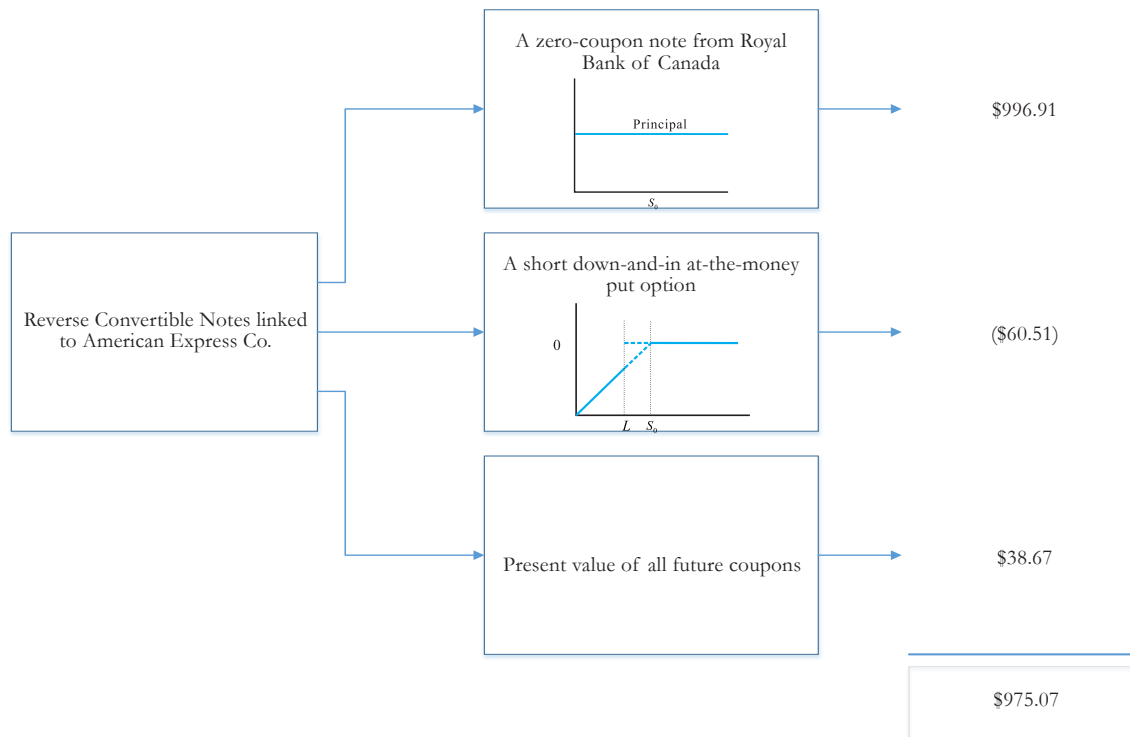 A zero-coupon note from Royal
Bank of Canada
Principal
S₀
$996.91
Reverse Convertible Notes linked
to American Express Co.
A short down-and-in at-the-money
put option
0
L S₀
($60.51)
Present value of all future coupons
$38.67
$975.07